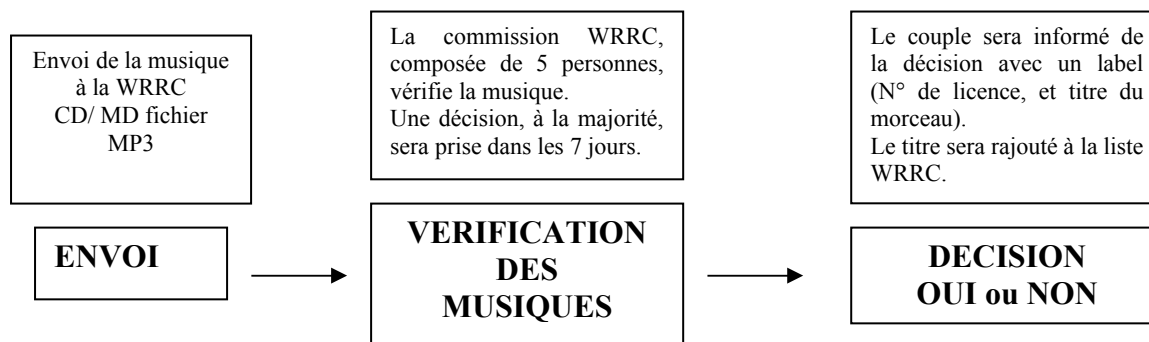 Envoi de la musique
à la WRRC
CD/ MD fichier
MP3
La commission WRRC,
composée de 5 personnes,
vérifie la musique.
Une décision, à la majorité,
sera prise dans les 7 jours.
Le couple sera informé de
la décision avec un label
(N° de licence, et titre du
morceau).
Le titre sera rajouté à la liste
WRRC.
ENVOI
VERIFICATION
DES
MUSIQUES
DECISION
OUI ou NON